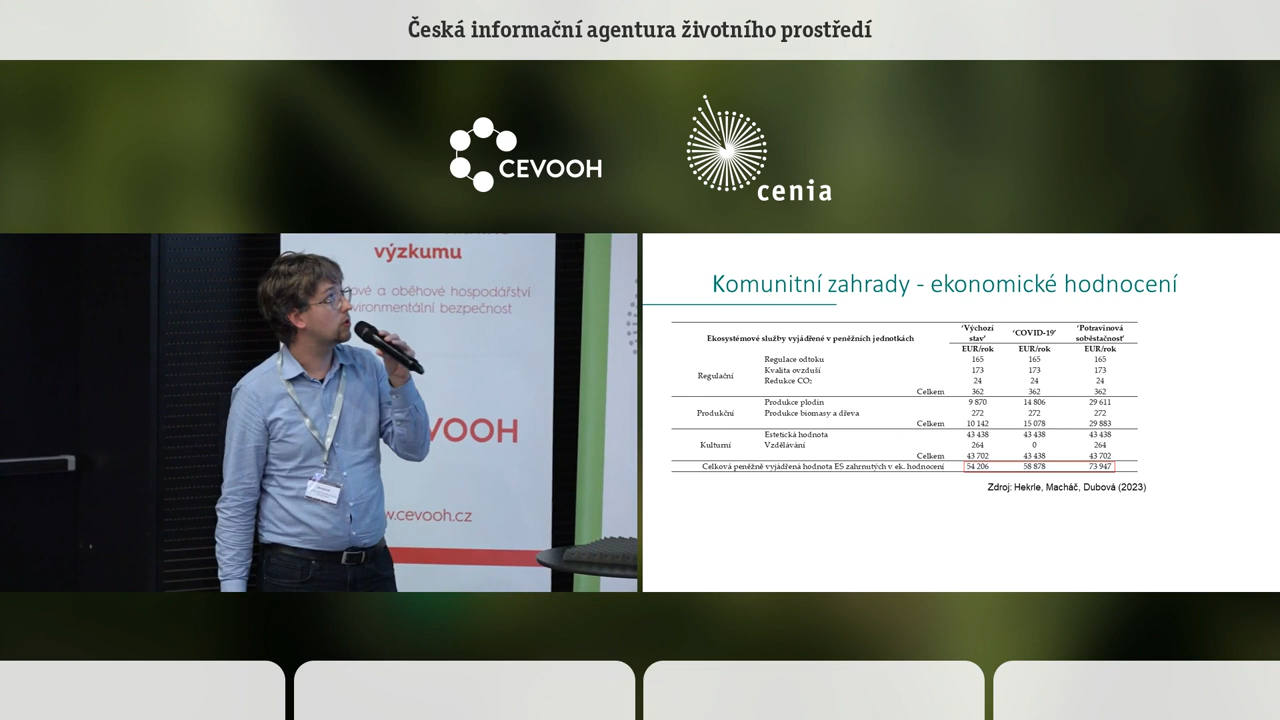 Česká informační agentura životního prostředí
CEVOOH
cenia
výzkumu
ové a oběhové hospodářství
vironmentální bezpečnost
VOOH
w.cevooh.cz
Komunitní zahrady - ekonomické hodnocení
Ekosystémové služby vyjádřené v peněžních jednotkách ‘Výchozí stav’ ‘COVID-19’ ‘Potravinová soběstačnost’
EUR/rok EUR/rok EUR/rok
Regulační
Regulace odtoku 165 165 165
Kvalita ovzduší 173 173 173
Redukce CO₂ 24 24 24
Celkem 362 362 362
Produkční
Produkce plodin 9 870 14 806 29 611
Produkce biomasy a dřeva 272 272 272
Celkem 10 142 15 078 29 883
Kulturní
Estetická hodnota 43 438 43 438 43 438
Vzdělávání 264 0 264
Celkem 43 702 43 438 43 702
Celková peněžně vyjádřená hodnota ES zahrnutých v ek. hodnocení 54 206 58 878 73 947
Zdroj: Hekrle, Macháč, Dubová (2023)